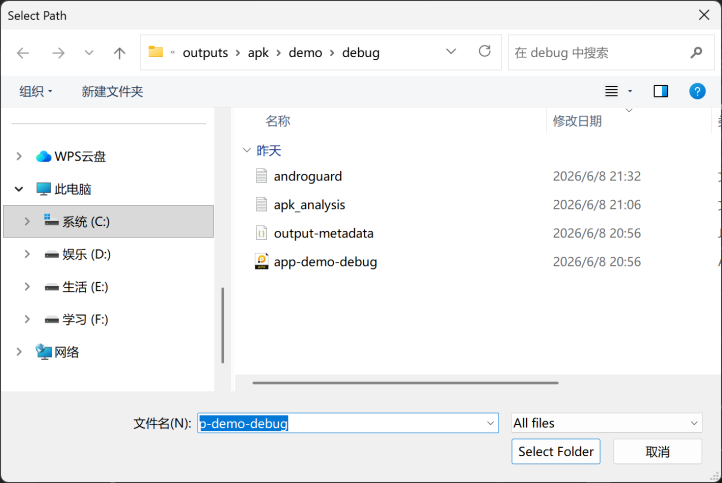 Select Path
« outputs › apk › demo › debug
在 debug 中搜索
组织 新建文件夹
名称 修改日期
WPS云盘
此电脑
系统 (C:)
娱乐 (D:)
生活 (E:)
学习 (F:)
网络
昨天
androguard 2026/6/8 21:32
apk_analysis 2026/6/8 21:06
output-metadata 2026/6/8 20:56
app-demo-debug 2026/6/8 20:56
文件名(N): p-demo-debug All files
Select Folder 取消